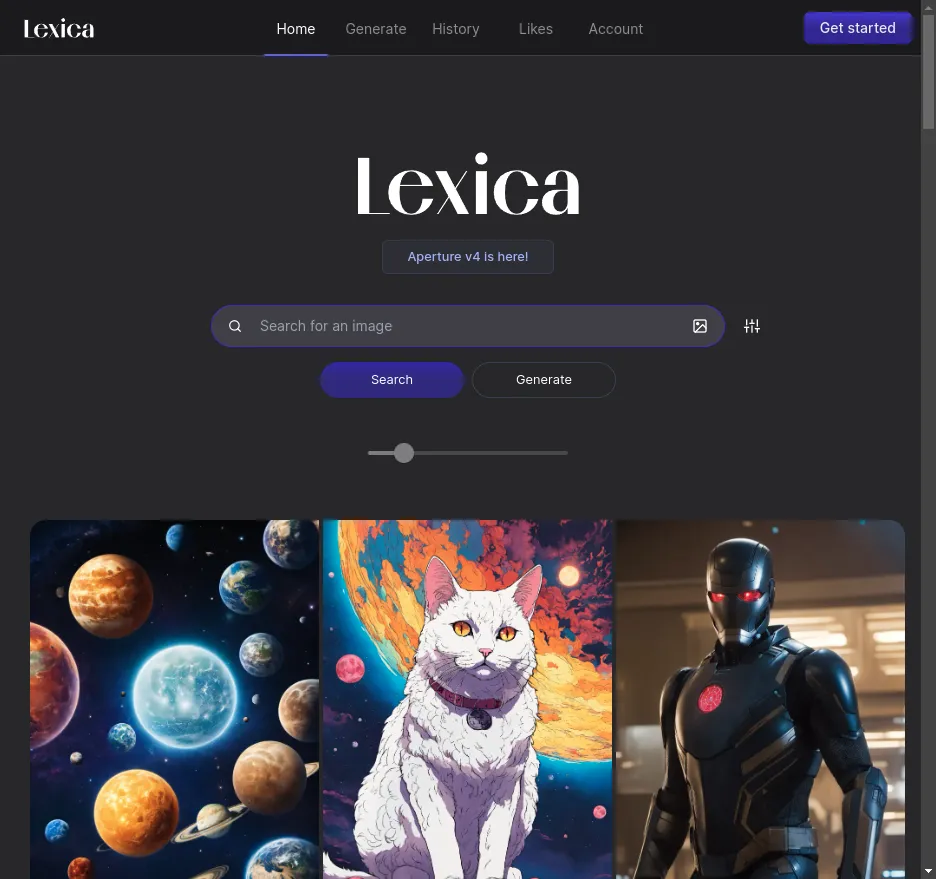 Lexica
Home
Generate
History
Likes
Account
Get started
Lexica
Aperture v4 is here!
Search for an image
Search
Generate